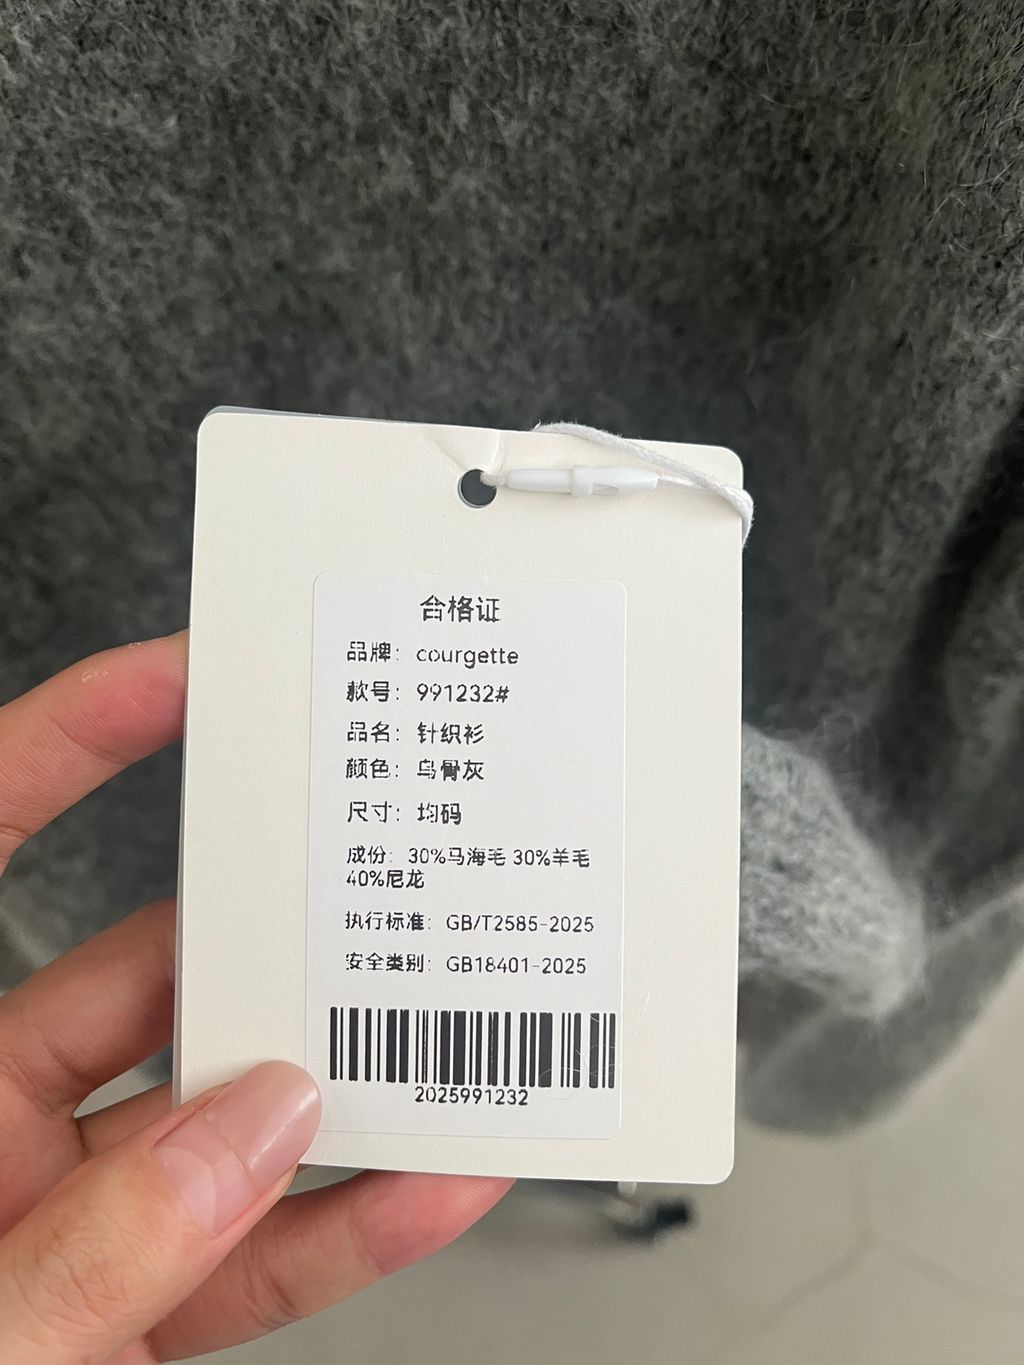 合格证
品牌: courgette
款号: 991232#
品名: 针织衫
颜色: 乌骨灰
尺寸: 均码
成份: 30%马海毛 30%羊毛
40%尼龙
执行标准: GB/T2585-2025
安全类别: GB18401-2025
2025991232